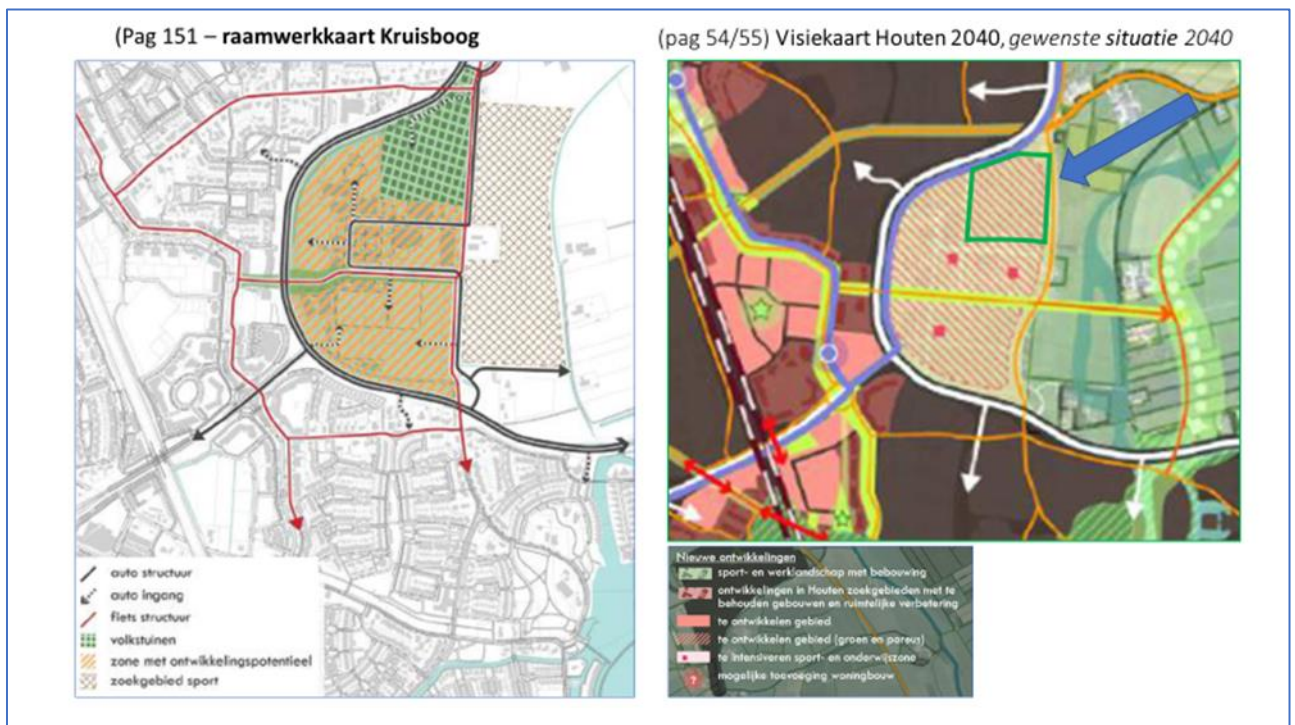 (Pag 151 – raamwerkkaart Kruisboog
(pag 54/55) Visiekaart Houten 2040, gewenste situatie 2040
auto structuur
auto ingang
fiets structuur
volkstuinen
zone met ontwikkelingspotentieel
zoekgebied sport
Nieuwe ontwikkelingen
sport- en werklandschap met bebouwing
ontwikkelingen in Houten zoekgebieden met te
behouden gebouwen en ruimtelijke verbetering
te ontwikkelen gebied
te ontwikkelen gebied (groen en poreus)
te intensiveren sport- en onderwijszone
?
mogelijke toevoeging woningbouw